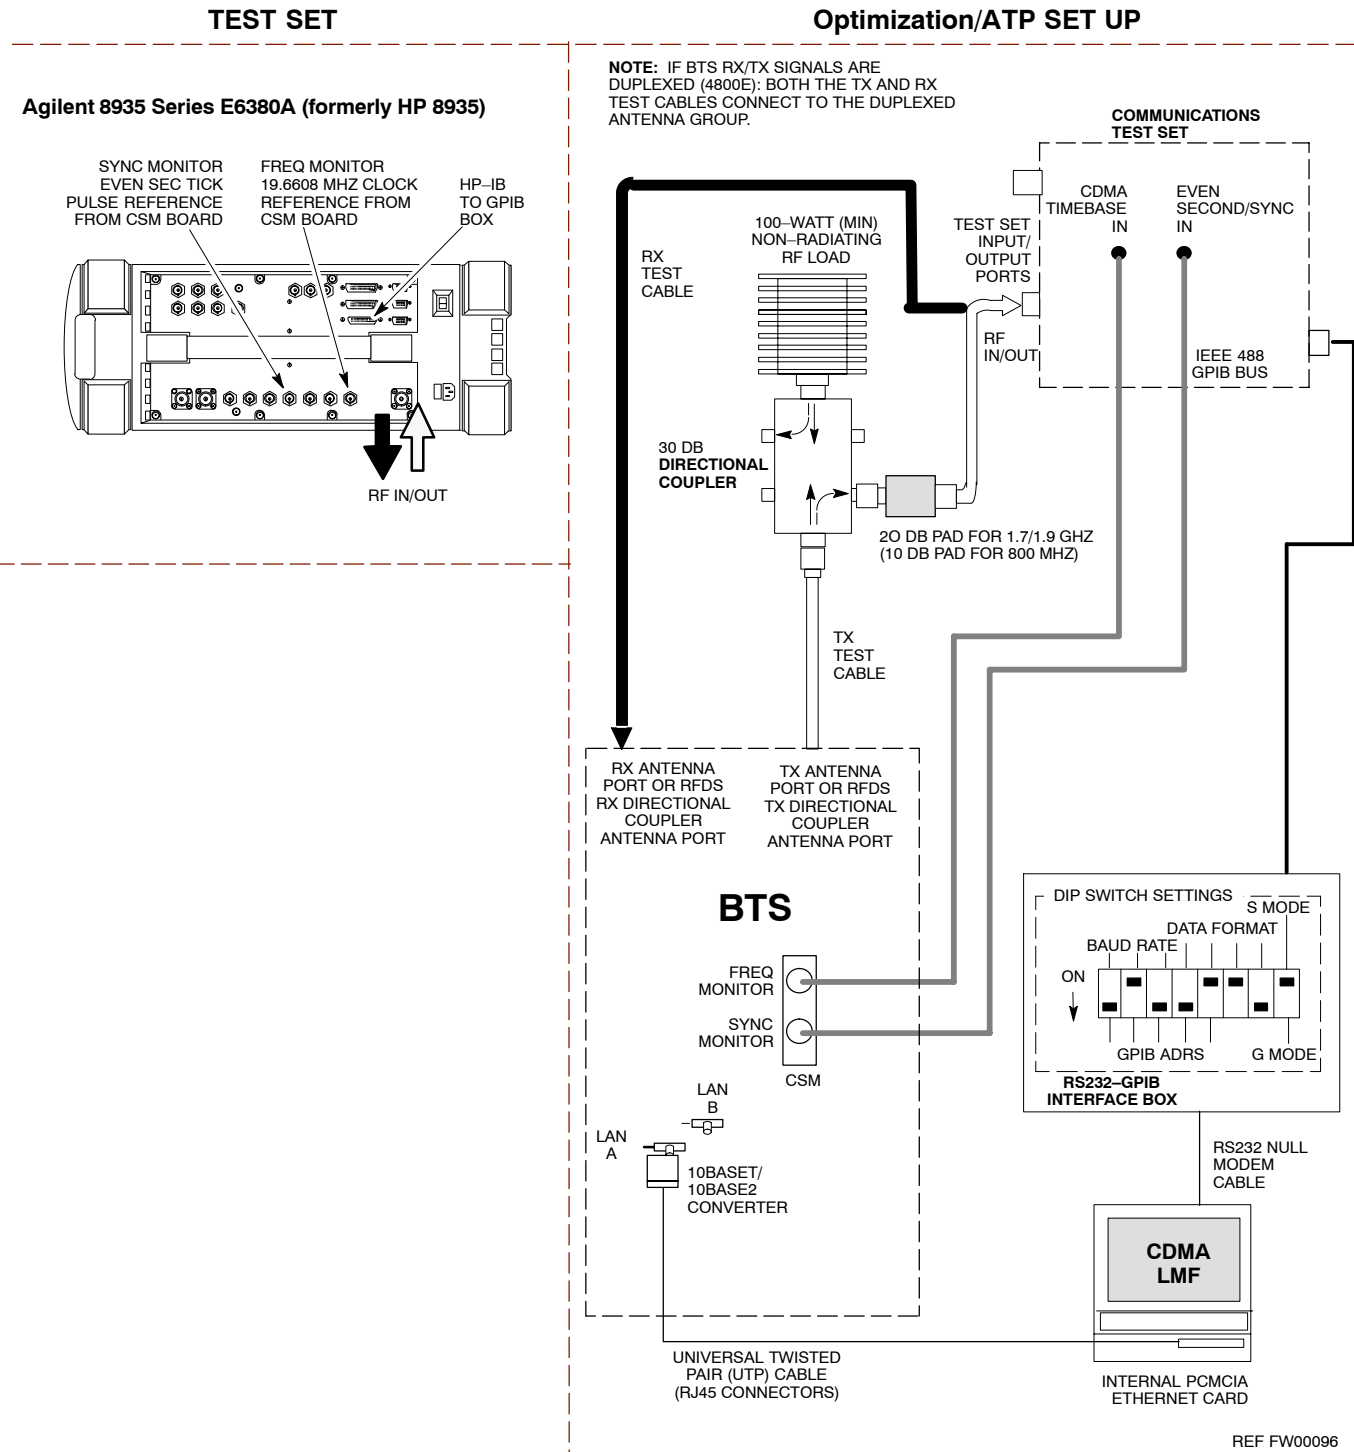 TEST SET
Optimization/ATP SET UP
Agilent 8935 Series E6380A (formerly HP 8935)
SYNC MONITOR
EVEN SEC TICK
PULSE REFERENCE
FROM CSM BOARD
FREQ MONITOR
19.6608 MHZ CLOCK
REFERENCE FROM
CSM BOARD
HP–IB
TO GPIB
BOX
RF IN/OUT
NOTE: IF BTS RX/TX SIGNALS ARE
DUPLEXED (4800E): BOTH THE TX AND RX
TEST CABLES CONNECT TO THE DUPLEXED
ANTENNA GROUP.
COMMUNICATIONS
TEST SET
CDMA
TIMEBASE
IN
EVEN
SECOND/SYNC
IN
TEST SET
INPUT/
OUTPUT
PORTS
RF
IN/OUT
IEEE 488
GPIB BUS
RX
TEST
CABLE
100–WATT (MIN)
NON–RADIATING
RF LOAD
30 DB
DIRECTIONAL
COUPLER
2O DB PAD FOR 1.7/1.9 GHZ
(10 DB PAD FOR 800 MHZ)
TX
TEST
CABLE
RX ANTENNA
PORT OR RFDS
RX DIRECTIONAL
COUPLER
ANTENNA PORT
TX ANTENNA
PORT OR RFDS
TX DIRECTIONAL
COUPLER
ANTENNA PORT
BTS
FREQ
MONITOR
SYNC
MONITOR
CSM
LAN
B
LAN
A
10BASET/
10BASE2
CONVERTER
UNIVERSAL TWISTED
PAIR (UTP) CABLE
(RJ45 CONNECTORS)
DIP SWITCH SETTINGS
S MODE
DATA FORMAT
BAUD RATE
ON
GPIB ADRS
G MODE
RS232–GPIB
INTERFACE BOX
RS232 NULL
MODEM
CABLE
CDMA
LMF
INTERNAL PCMCIA
ETHERNET CARD
REF FW00096